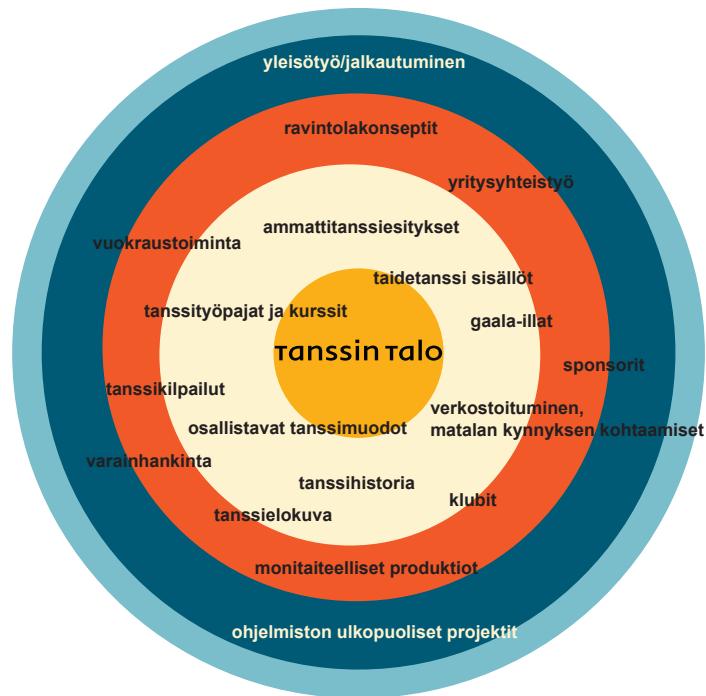 yleisötyö/jalkautuminen
ravintolakonseptit
yritysyhteistyö
ammattitanssiesitykset
vuokraustoiminta
taidetanssi sisällöt
tanssityöpajat ja kurssit
gaala-illat
Tanssin Talo
sponsorit
tanssikilpailut
verkostoituminen,
matalan kynnyksen kohtaamiset
osallistavat tanssimuodot
varainhankinta
tanssihistoria
klubit
tanssielokuva
monitaiteelliset produktiot
ohjelmiston ulkopuoliset projektit